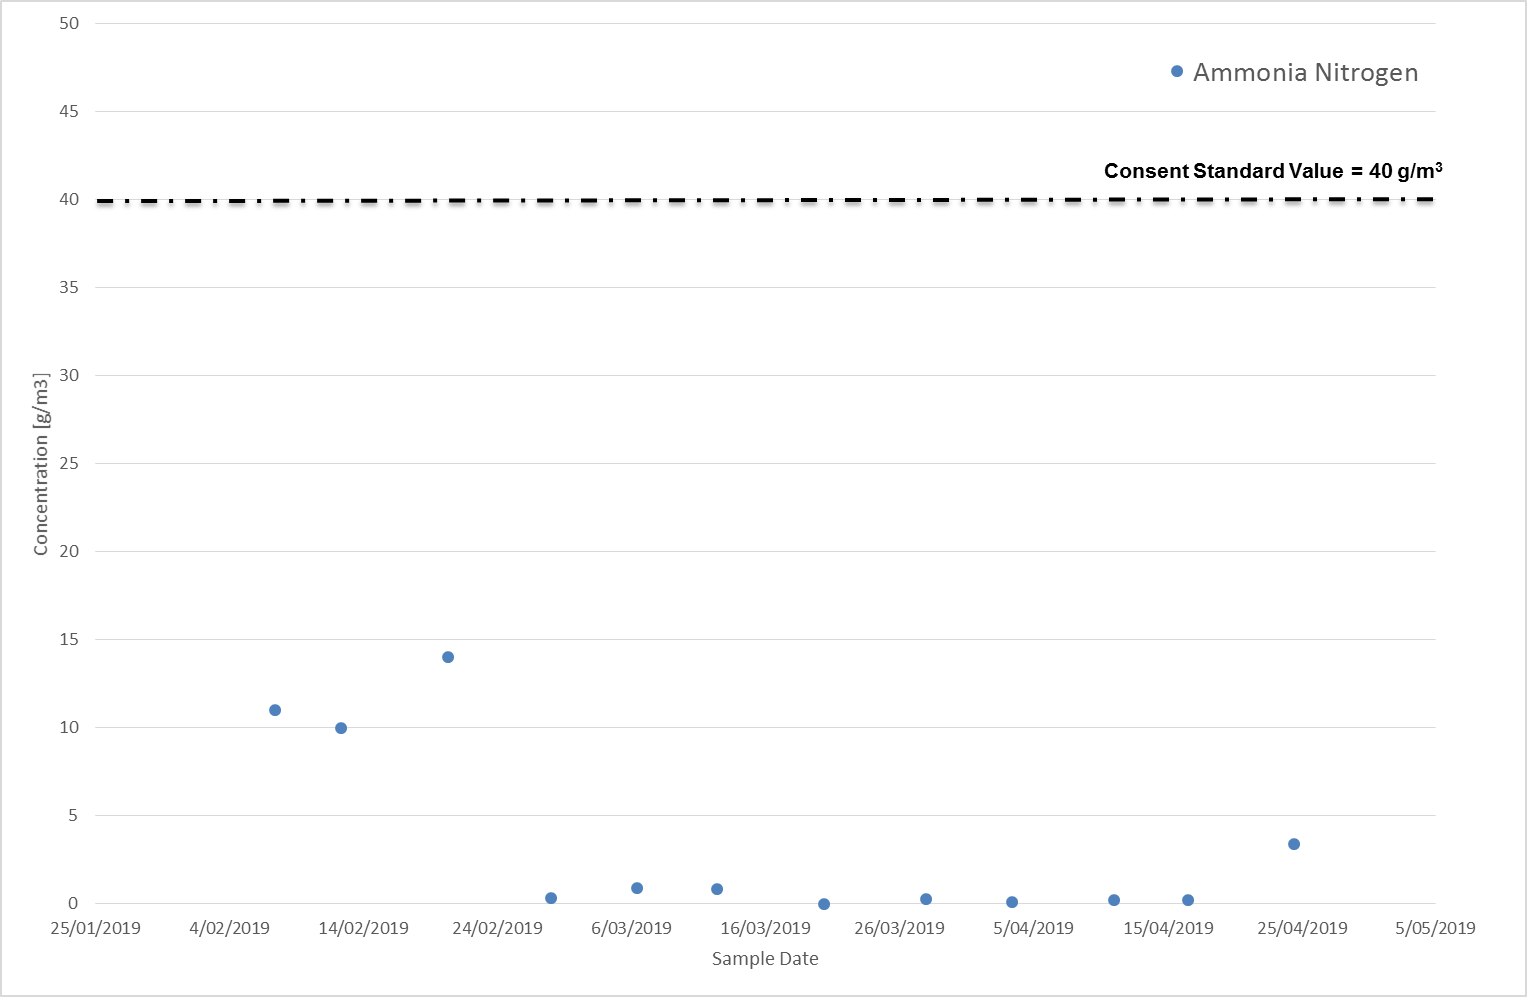 50
Ammonia Nitrogen
45
Consent Standard Value = 40 g/m³
40
35
30
25
20
15
10
5
0
Concentration [g/m3]
25/01/2019 4/02/2019 14/02/2019 24/02/2019 6/03/2019 16/03/2019 26/03/2019 5/04/2019 15/04/2019 25/04/2019 5/05/2019
Sample Date